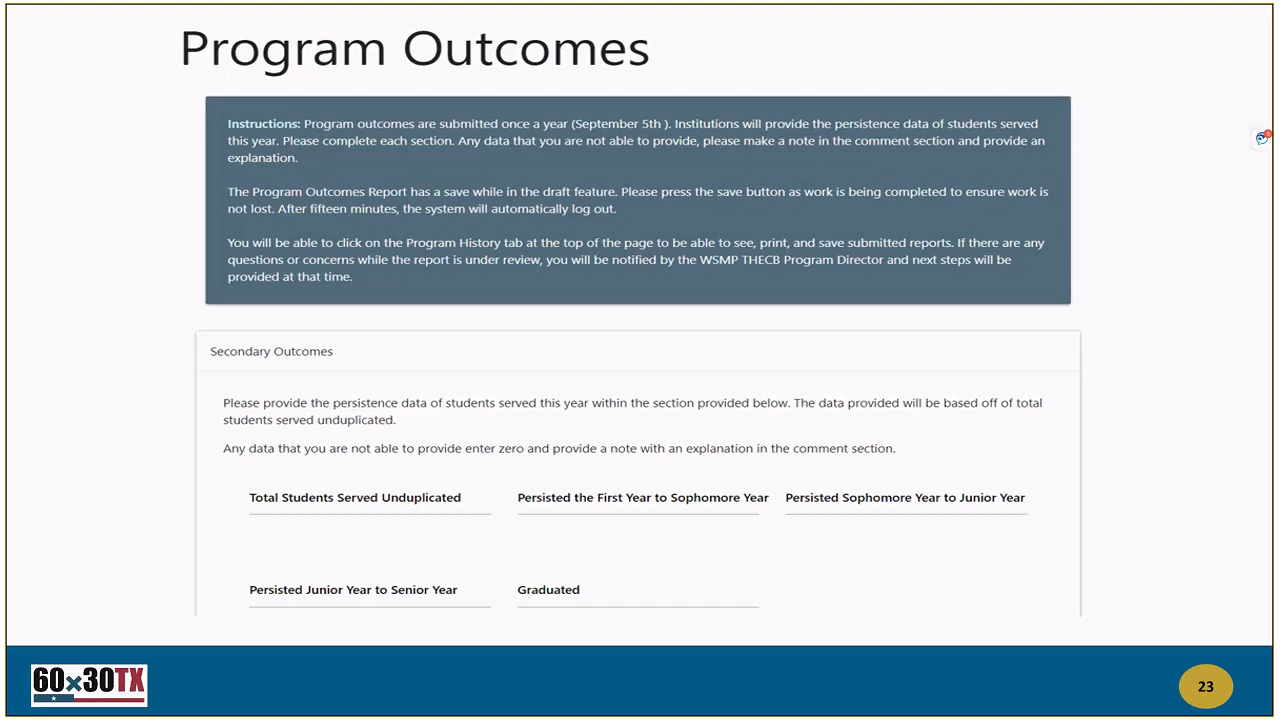 Program Outcomes
Instructions: Program outcomes are submitted once a year (September 5th ). Institutions will provide the persistence data of students served
this year. Please complete each section. Any data that you are not able to provide, please make a note in the comment section and provide an
explanation.
The Program Outcomes Report has a save while in the draft feature. Please press the save button as work is being completed to ensure work is
not lost. After fifteen minutes, the system will automatically log out.
You will be able to click on the Program History tab at the top of the page to be able to see, print, and save submitted reports. If there are any
questions or concerns while the report is under review, you will be notified by the WSMP THECB Program Director and next steps will be
provided at that time.
Secondary Outcomes
Please provide the persistence data of students served this year within the section provided below. The data provided will be based off of total
students served unduplicated.
Any data that you are not able to provide enter zero and provide a note with an explanation in the comment section.
Total Students Served Unduplicated Persisted the First Year to Sophomore Year Persisted Sophomore Year to Junior Year
Persisted Junior Year to Senior Year Graduated
60x30TX
23